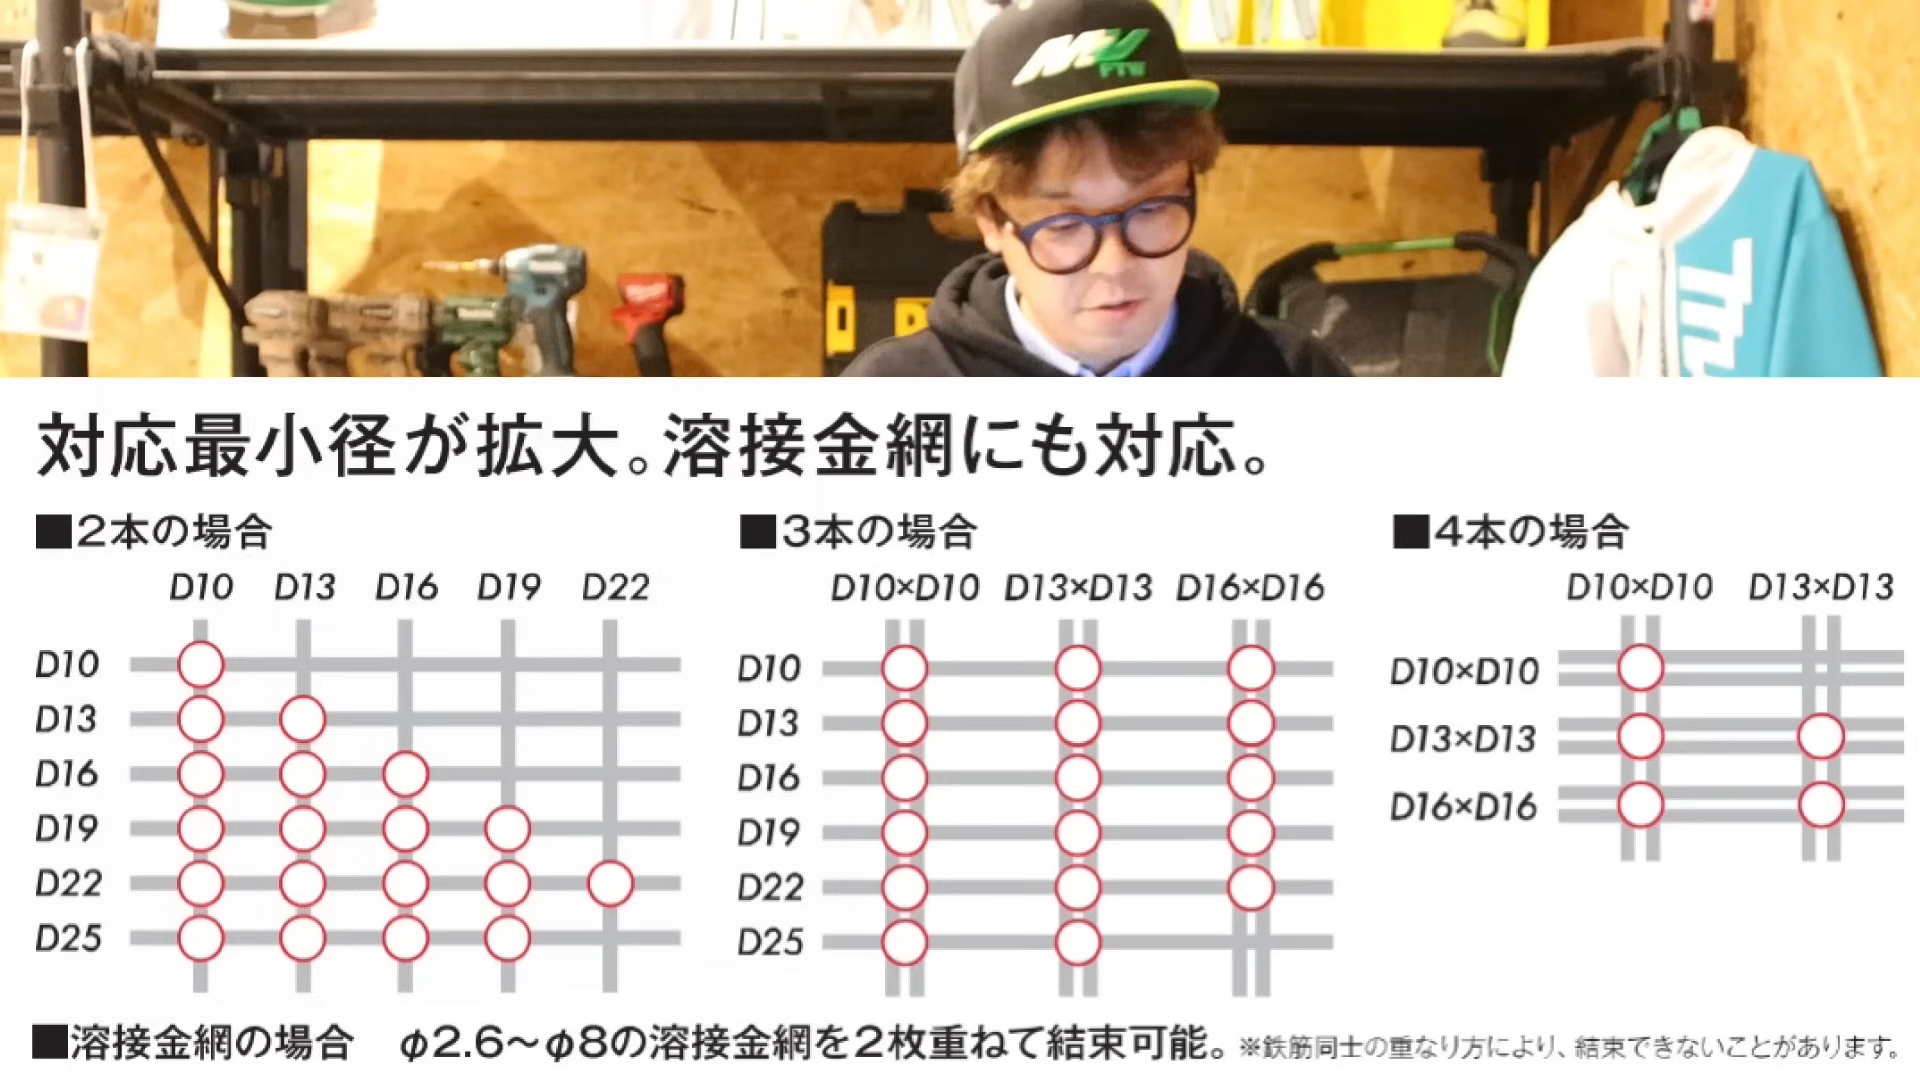 MV
対応最小径が拡大。溶接金網にも対応。
■2本の場合
D10 D13 D16 D19 D22
D10
D13
D16
D19
D22
D25
■3本の場合
D10×D10 D13×D13 D16×D16
D10
D13
D16
D19
D22
D25
■4本の場合
D10×D10 D13×D13
D10×D10
D13×D13
D16×D16
■溶接金網の場合 φ2.6〜φ8の溶接金網を2枚重ねて結束可能。※鉄筋同士の重なり方により、結束できないことがあります。